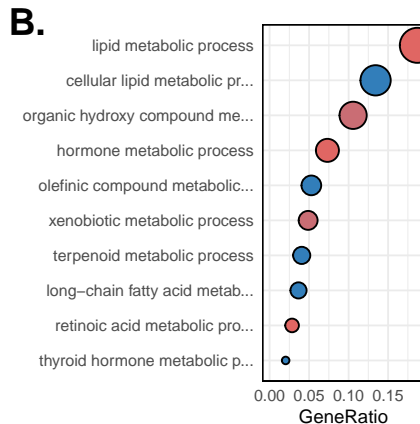 B.
lipid metabolic process
cellular lipid metabolic pr...
organic hydroxy compound me...
hormone metabolic process
olefinic compound metabolic...
xenobiotic metabolic process
terpenoid metabolic process
long−chain fatty acid metab...
retinoic acid metabolic pro...
thyroid hormone metabolic p...
0.00 0.05 0.10 0.15
GeneRatio